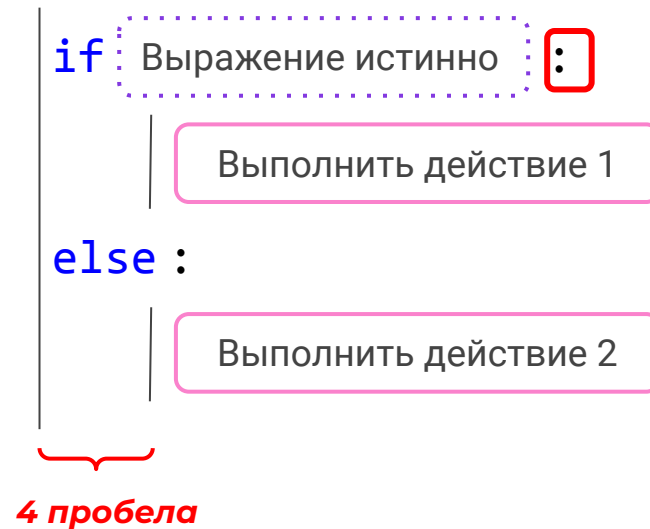 if Выражение истинно :
Выполнить действие 1
else :
Выполнить действие 2
4 пробела